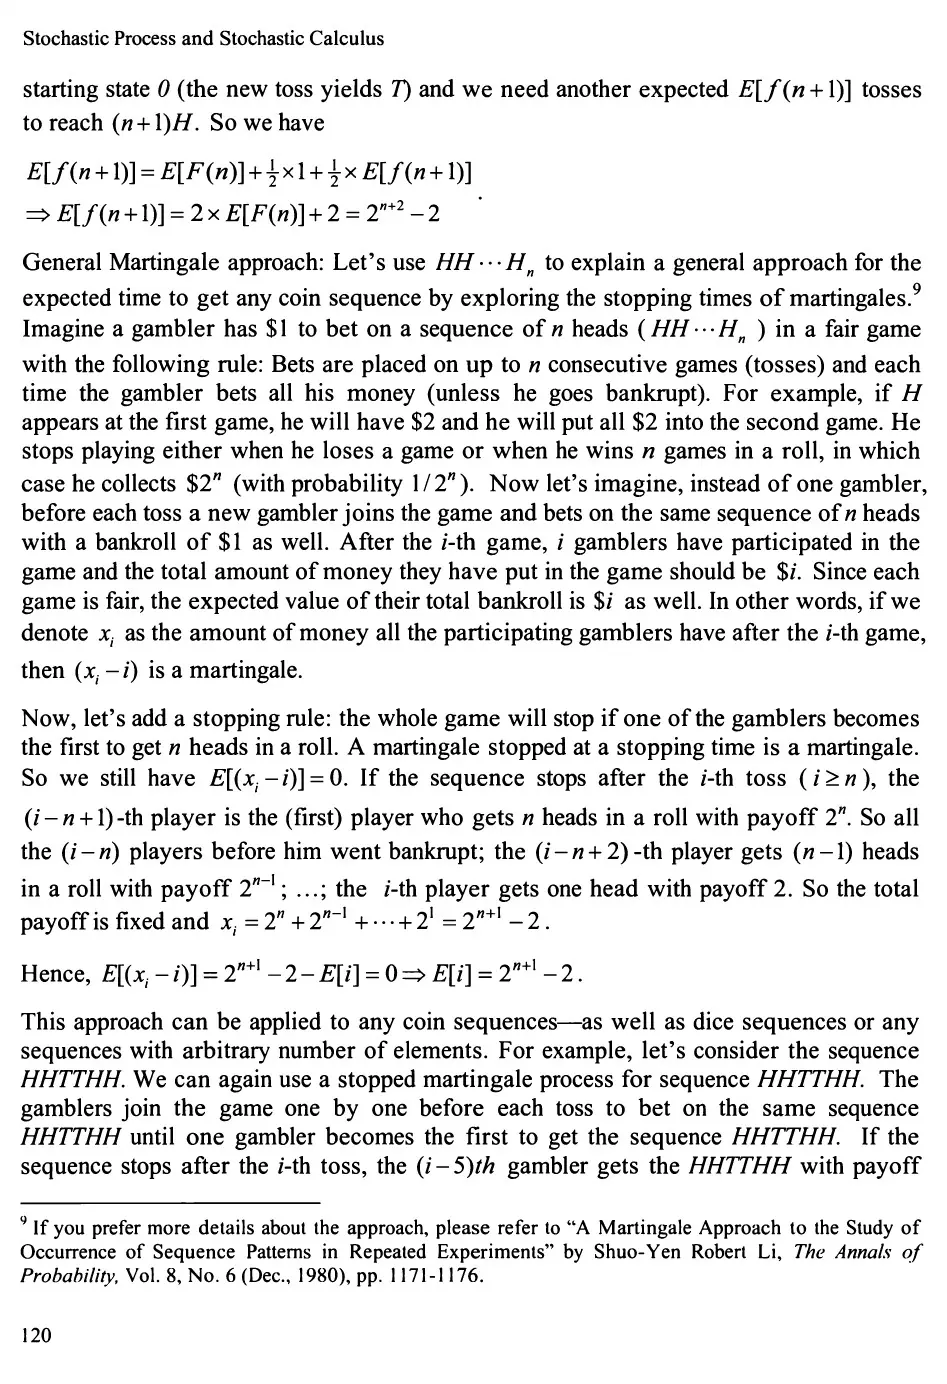 Stochastic Process and Stochastic Calculus
starting state 0 (the new toss yields T) and we need another expected E[f(n+1)] tosses
to reach (n+1)H. So we have
E[f(n+1)] = E[F(n)] + ½×1 + ½× E[f(n+1)]
⇒ E[f(n+1)] = 2 × E[F(n)] + 2 = 2ⁿ⁺² − 2 .
General Martingale approach: Let's use HH···Hₙ to explain a general approach for the
expected time to get any coin sequence by exploring the stopping times of martingales.⁹
Imagine a gambler has $1 to bet on a sequence of n heads (HH···Hₙ ) in a fair game
with the following rule: Bets are placed on up to n consecutive games (tosses) and each
time the gambler bets all his money (unless he goes bankrupt). For example, if H
appears at the first game, he will have $2 and he will put all $2 into the second game. He
stops playing either when he loses a game or when he wins n games in a roll, in which
case he collects $2ⁿ (with probability 1/2ⁿ). Now let's imagine, instead of one gambler,
before each toss a new gambler joins the game and bets on the same sequence of n heads
with a bankroll of $1 as well. After the i-th game, i gamblers have participated in the
game and the total amount of money they have put in the game should be $i. Since each
game is fair, the expected value of their total bankroll is $i as well. In other words, if we
denote xᵢ as the amount of money all the participating gamblers have after the i-th game,
then (xᵢ − i) is a martingale.
Now, let's add a stopping rule: the whole game will stop if one of the gamblers becomes
the first to get n heads in a roll. A martingale stopped at a stopping time is a martingale.
So we still have E[(xᵢ − i)] = 0. If the sequence stops after the i-th toss (i ≥ n), the
(i − n + 1)-th player is the (first) player who gets n heads in a roll with payoff 2ⁿ. So all
the (i − n) players before him went bankrupt; the (i − n + 2)-th player gets (n − 1) heads
in a roll with payoff 2ⁿ⁻¹; ...; the i-th player gets one head with payoff 2. So the total
payoff is fixed and xᵢ = 2ⁿ + 2ⁿ⁻¹ + ··· + 2¹ = 2ⁿ⁺¹ − 2.
Hence, E[(xᵢ − i)] = 2ⁿ⁺¹ − 2 − E[i] = 0 ⇒ E[i] = 2ⁿ⁺¹ − 2.
This approach can be applied to any coin sequences—as well as dice sequences or any
sequences with arbitrary number of elements. For example, let's consider the sequence
HHTTHH. We can again use a stopped martingale process for sequence HHTTHH. The
gamblers join the game one by one before each toss to bet on the same sequence
HHTTHH until one gambler becomes the first to get the sequence HHTTHH. If the
sequence stops after the i-th toss, the (i − 5)th gambler gets the HHTTHH with payoff
⁹ If you prefer more details about the approach, please refer to "A Martingale Approach to the Study of
Occurrence of Sequence Patterns in Repeated Experiments" by Shuo-Yen Robert Li, The Annals of
Probability, Vol. 8, No. 6 (Dec., 1980), pp. 1171-1176.
120